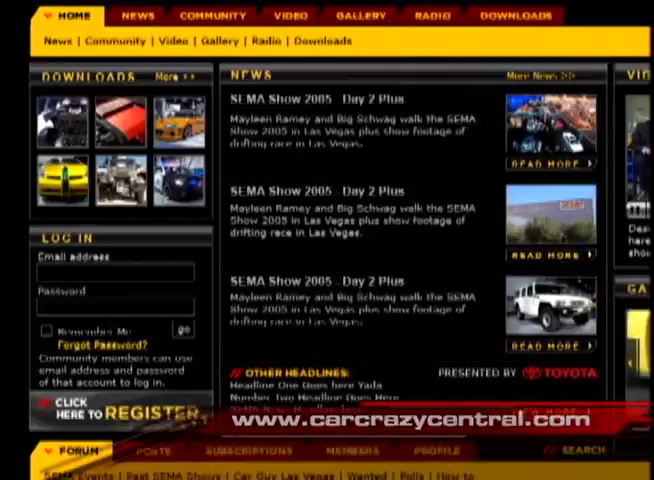 HOME NEWS COMMUNITY VIDEO GALLERY RADIO DOWNLOADS
News | Community | Video | Gallery | Radio | Downloads
DOWNLOADS More >>
NEWS More News >>
SEMA Show 2005 - Day 2 Plus
Mayleen Ramey and Big Schwag walk the SEMA
Show 2005 in Las Vegas plus show footage of
drifting race in Las Vegas.
READ MORE
SEMA Show 2005 - Day 2 Plus
Mayleen Ramey and Big Schwag walk the SEMA
Show 2005 in Las Vegas plus show footage of
drifting race in Las Vegas.
READ MORE
SEMA Show 2005 - Day 2 Plus
Mayleen Ramey and Big Schwag walk the SEMA
Show 2005 in Las Vegas plus show footage of
drifting race in Las Vegas.
READ MORE
LOG IN
Email address
Password
Remember Me go
Forgot Password?
Community members can use
email address and password
of that account to log in.
CLICK
HERE TO REGISTER
// OTHER HEADLINES:
Headline One Goes here Yada
Number Two Headline Goes Here
PRESENTED BY TOYOTA
www.carcrazycentral.com
FORUM POSTS SUBSCRIPTIONS MEMBERS PROFILE SEARCH
SEMA Events | Past SEMA Shows | Car Guy Las Vegas | Wanted | Polls | How to